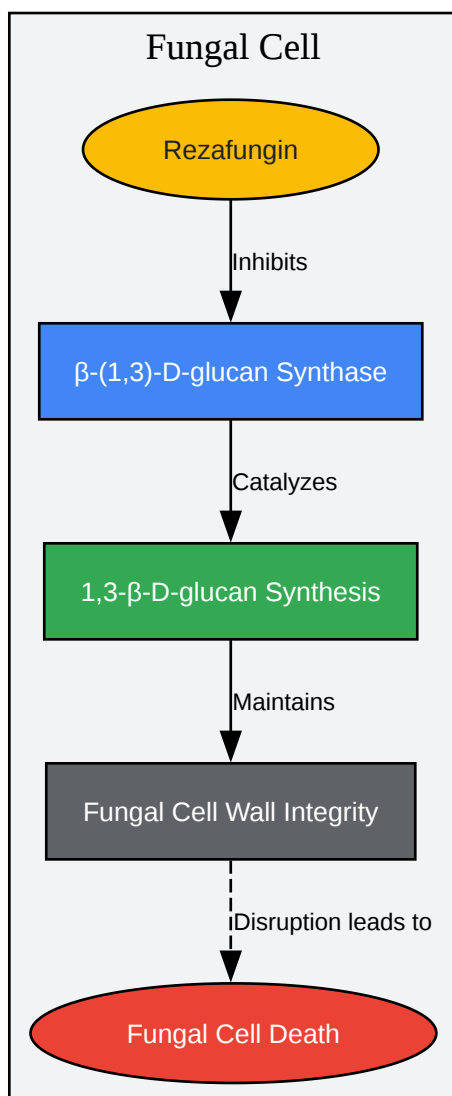 Fungal Cell
Rezafungin
Inhibits
β-(1,3)-D-glucan Synthase
Catalyzes
1,3-β-D-glucan Synthesis
Maintains
Fungal Cell Wall Integrity
Disruption leads to
Fungal Cell Death